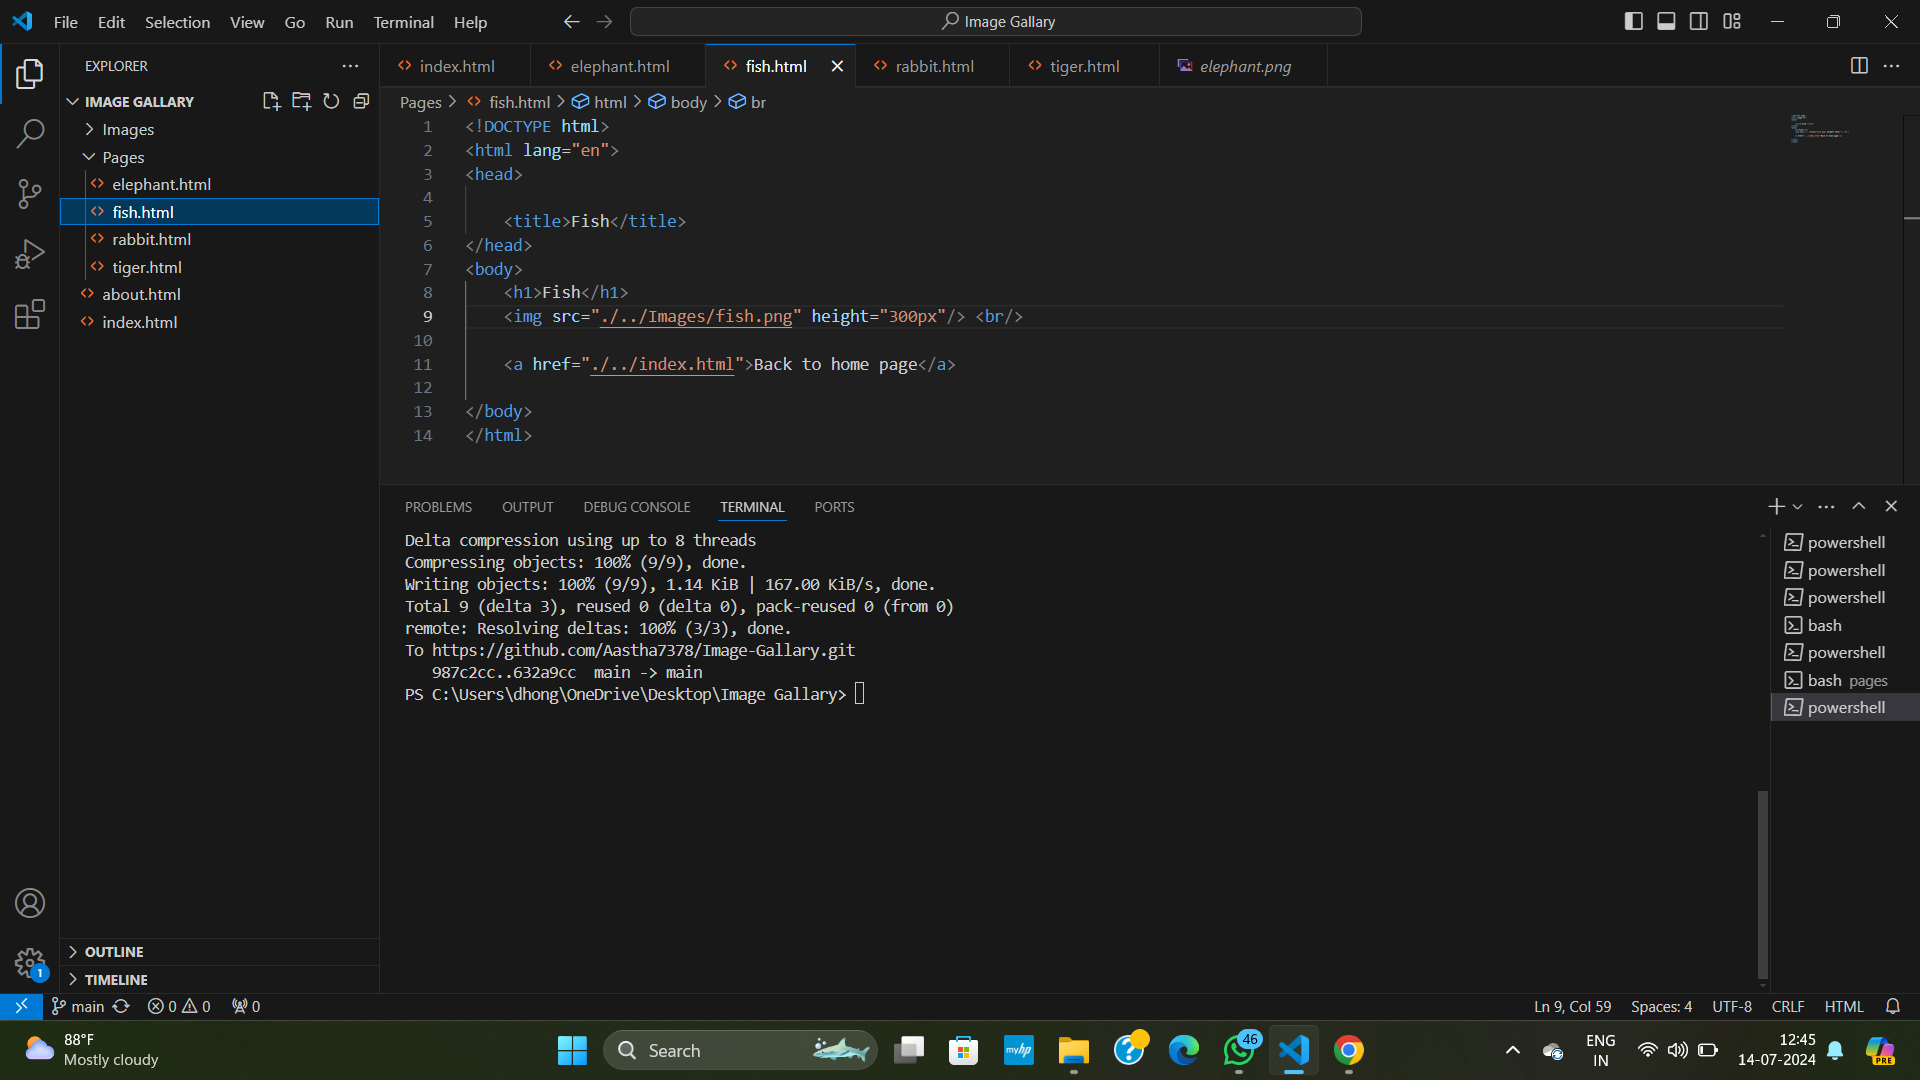 File Edit Selection View Go Run Terminal Help
Image Gallary
EXPLORER
IMAGE GALLARY
Images
Pages
elephant.html
fish.html
rabbit.html
tiger.html
about.html
index.html
OUTLINE
TIMELINE
index.html elephant.html fish.html rabbit.html tiger.html elephant.png
Pages > fish.html > html > body > br
1 <!DOCTYPE html>
2 <html lang="en">
3 <head>
4
5 <title>Fish</title>
6 </head>
7 <body>
8 <h1>Fish</h1>
9 <img src="./../Images/fish.png" height="300px"/> <br/>
10
11 <a href="./../index.html">Back to home page</a>
12
13 </body>
14 </html>
PROBLEMS OUTPUT DEBUG CONSOLE TERMINAL PORTS
Delta compression using up to 8 threads
Compressing objects: 100% (9/9), done.
Writing objects: 100% (9/9), 1.14 KiB | 167.00 KiB/s, done.
Total 9 (delta 3), reused 0 (delta 0), pack-reused 0 (from 0)
remote: Resolving deltas: 100% (3/3), done.
To https://github.com/Aastha7378/Image-Gallary.git
987c2cc..632a9cc main -> main
PS C:\Users\dhong\OneDrive\Desktop\Image Gallary>
powershell
powershell
powershell
bash
powershell
bash pages
powershell
1
main 0 0 0
Ln 9, Col 59 Spaces: 4 UTF-8 CRLF HTML
88°F
Mostly cloudy
Search
myhp
46
ENG
IN
12:45
14-07-2024
PRE